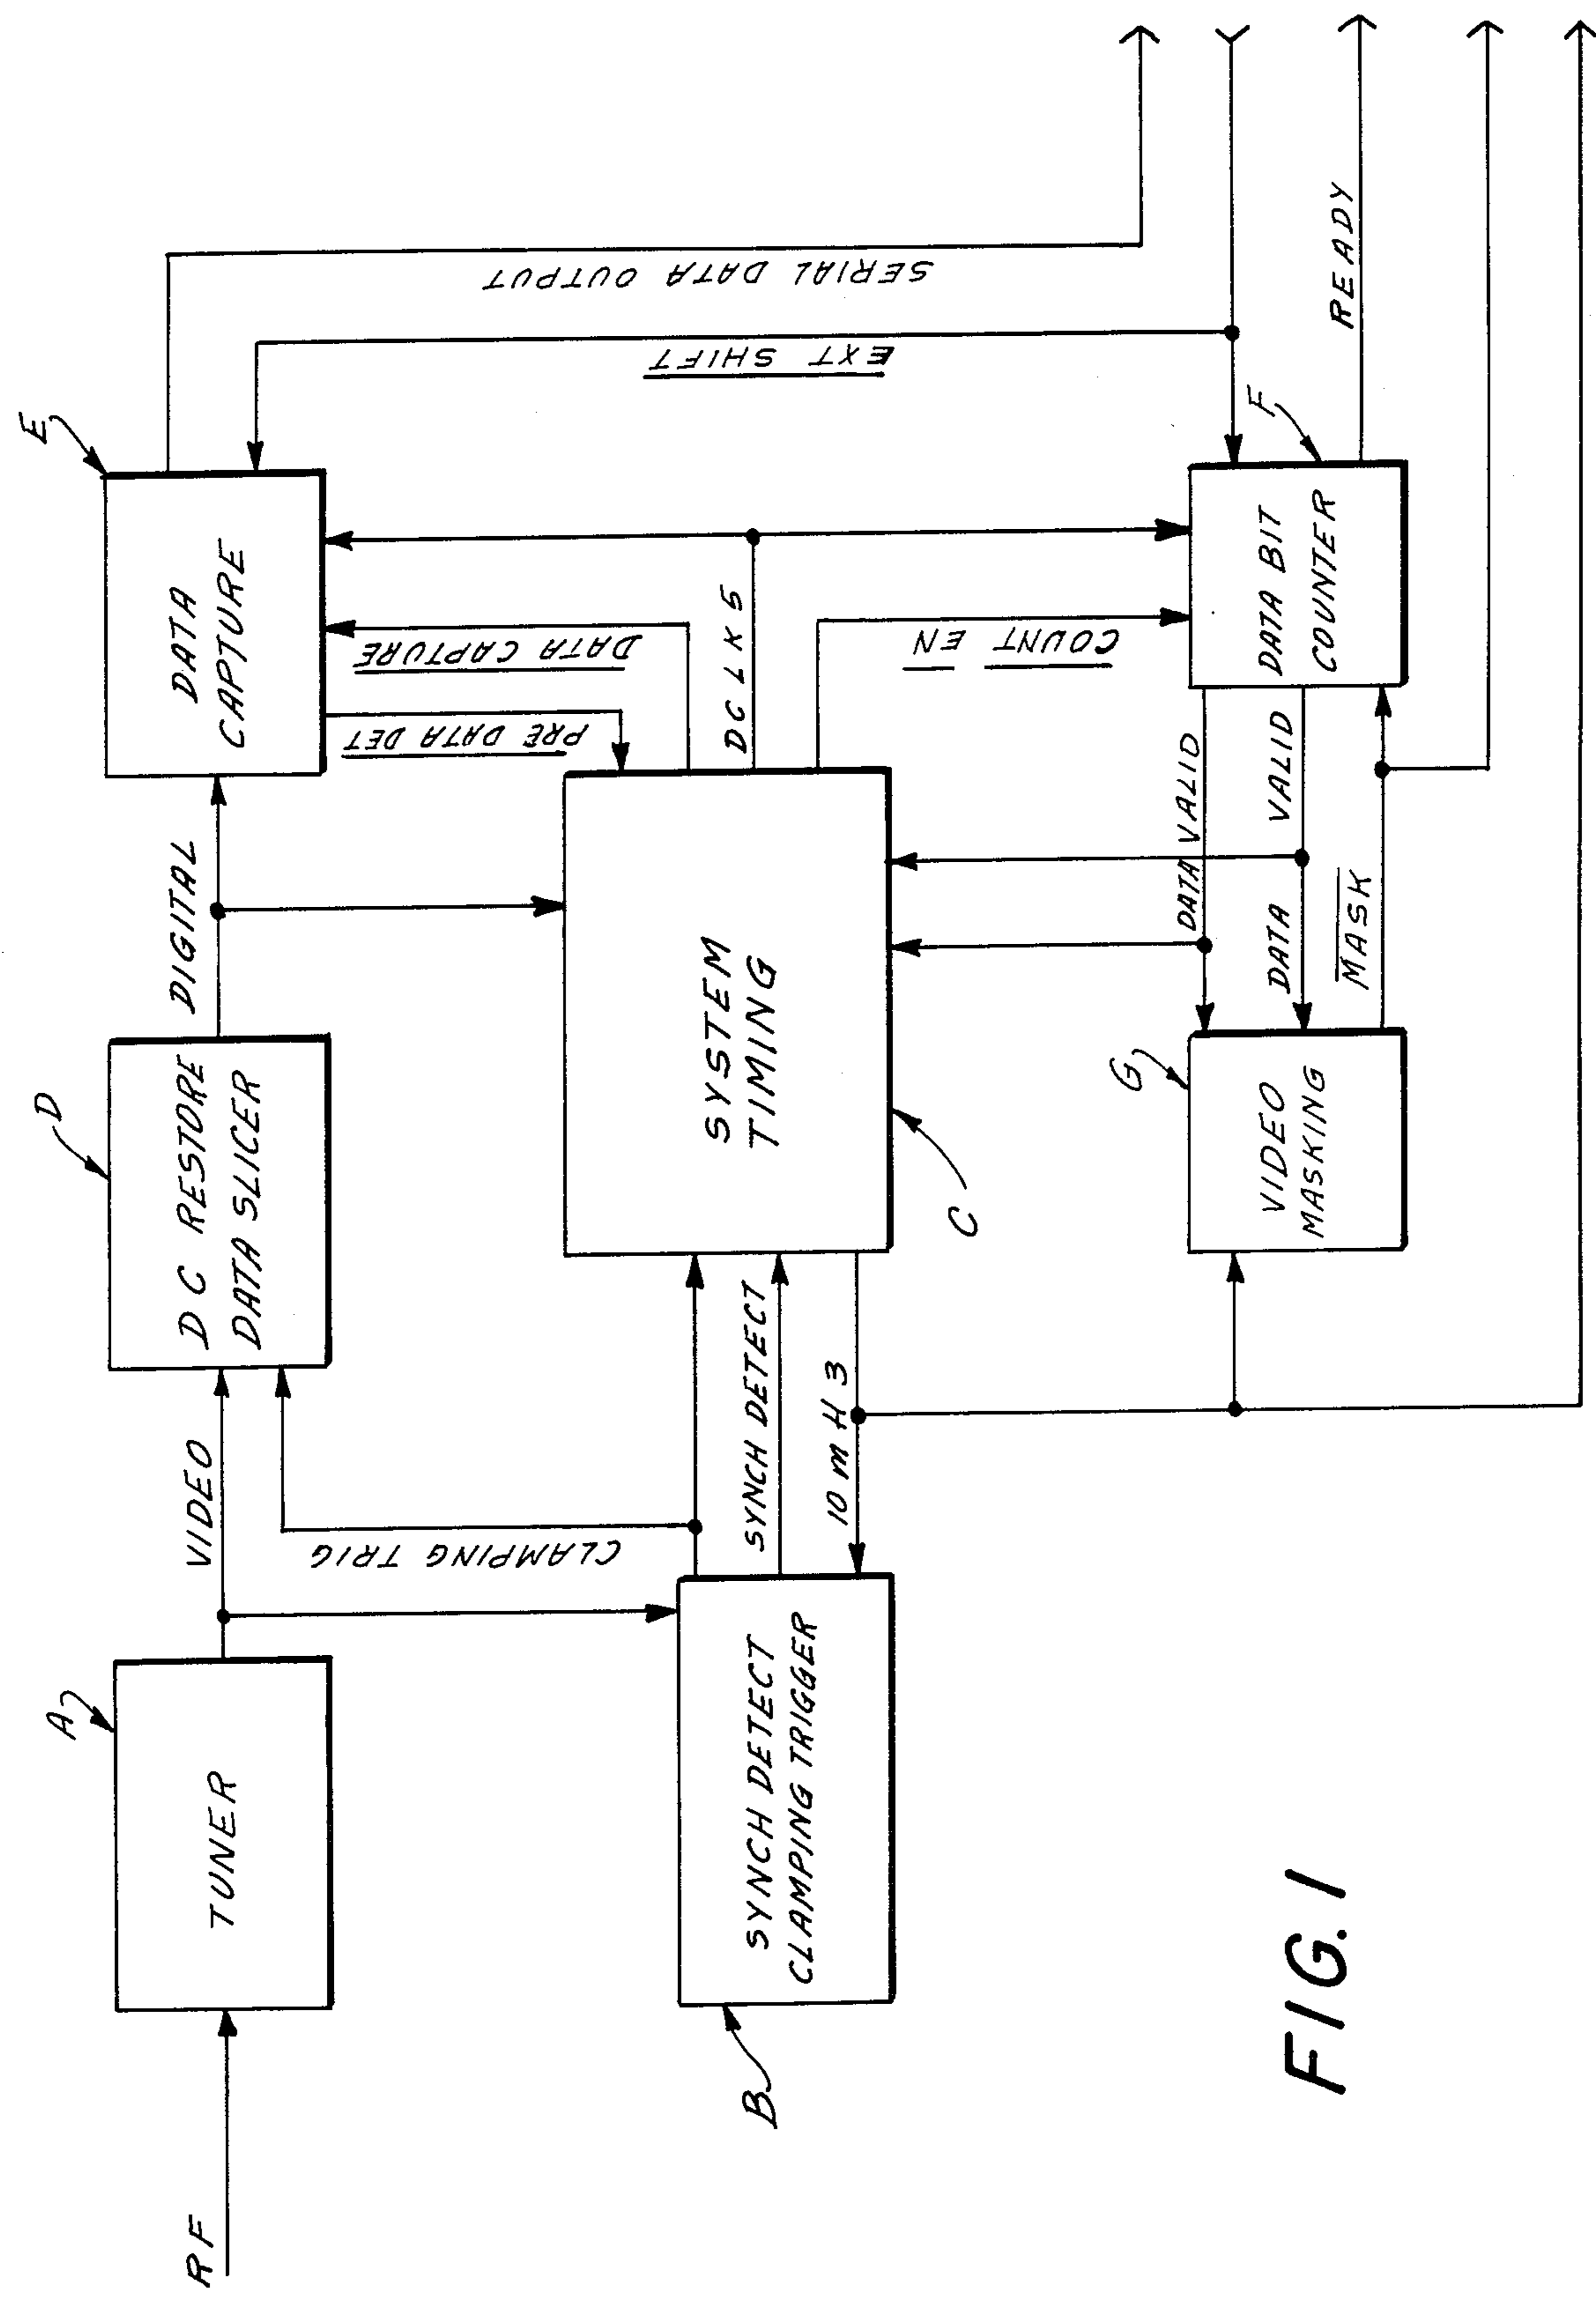 RF
TUNER
A
VIDEO
CLAMPING TRIG
D C RESTORE
DATA SLICER
D
DIGITAL
DATA
CAPTURE
E
SERIAL DATA OUTPUT
EXT SHIFT
PRE DATA DET
DATA CAPTURE
DCLK5
COUNT EN
SYNCH DETECT
CLAMPING TRIGGER
B
SYNCH DETECT
10 mH3
SYSTEM
TIMING
C
VIDEO
MASKING
G
DATA VALID
DATA VALID
MASK
DATA BIT
COUNTER
F
READY
FIG. 1